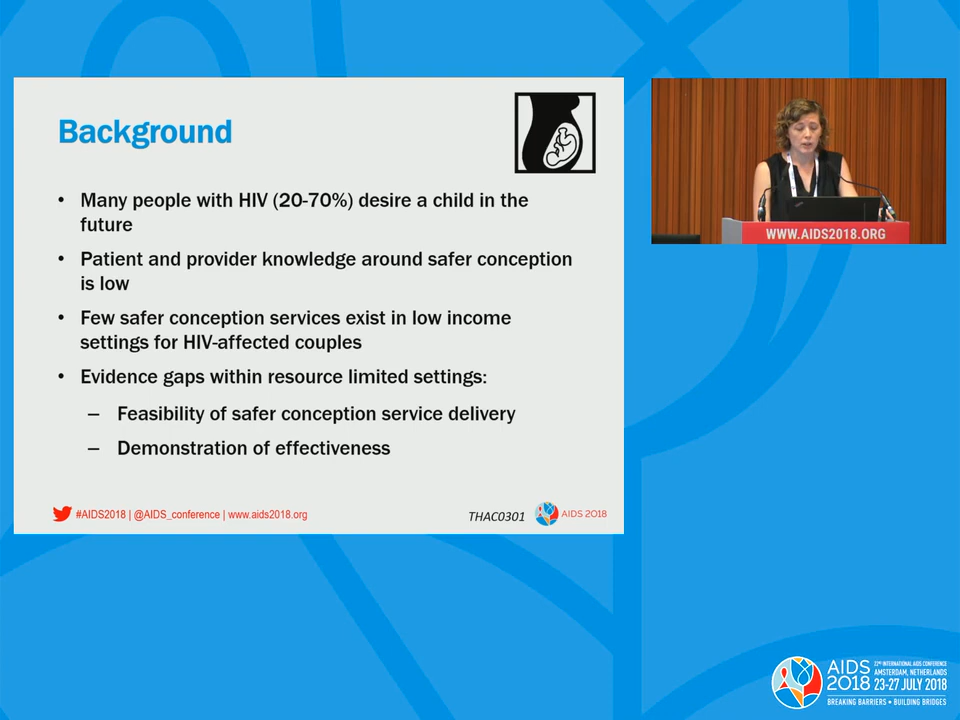 Background
• Many people with HIV (20-70%) desire a child in the
future
• Patient and provider knowledge around safer conception
is low
• Few safer conception services exist in low income
settings for HIV-affected couples
• Evidence gaps within resource limited settings:
– Feasibility of safer conception service delivery
– Demonstration of effectiveness
#AIDS2018 | @AIDS_conference | www.aids2018.org
THAC0301
AIDS 2018
WWW.AIDS2018.ORG
AIDS
2018
22ND INTERNATIONAL AIDS CONFERENCE
AMSTERDAM, NETHERLANDS
23-27 JULY 2018
BREAKING BARRIERS • BUILDING BRIDGES